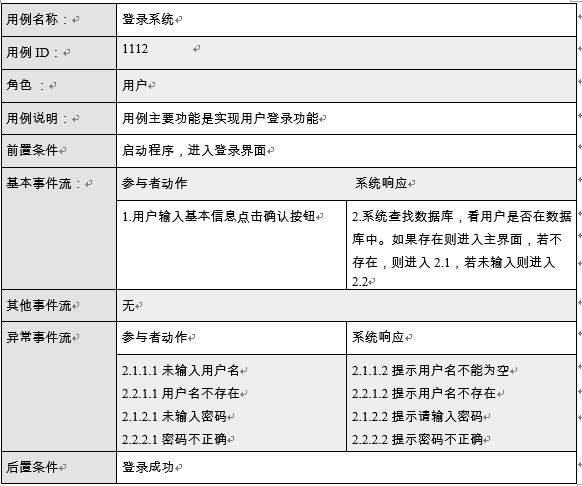 用例名称： 登录系统
用例 ID： 1112
角色 ： 用户
用例说明： 用例主要功能是实现用户登录功能
前置条件 启动程序，进入登录界面
基本事件流： 参与者动作 系统响应
1.用户输入基本信息点击确认按钮
2.系统查找数据库，看用户是否在数据
库中。如果存在则进入主界面，若不
存在，则进入 2.1，若未输入则进入
2.2
其他事件流 无
异常事件流 参与者动作 系统响应
2.1.1.1 未输入用户名 2.1.1.2 提示用户名不能为空
2.2.1.1 用户名不存在 2.2.1.2 提示用户名不存在
2.1.2.1 未输入密码 2.1.2.2 提示请输入密码
2.2.2.1 密码不正确 2.2.2.2 提示密码不正确
后置条件 登录成功